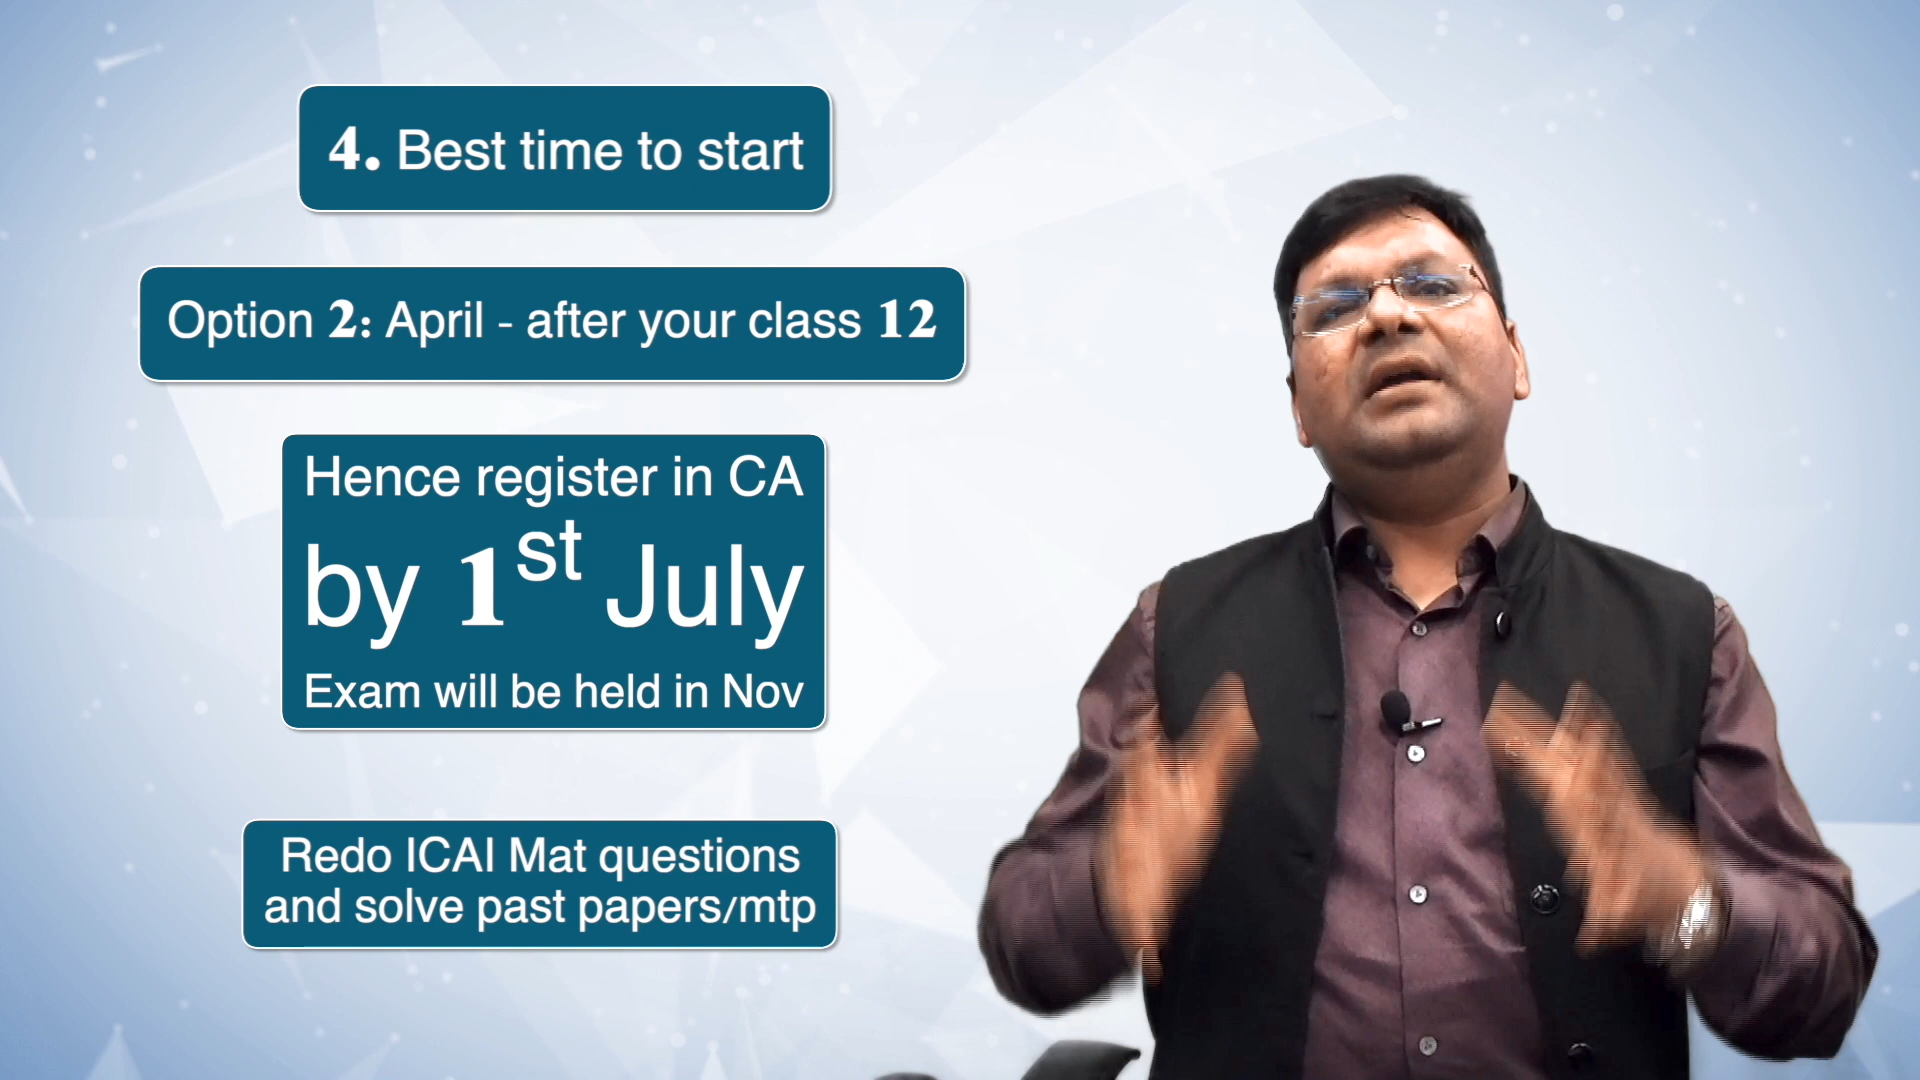 4. Best time to start
Option 2: April - after your class 12
Hence register in CA
by 1st July
Exam will be held in Nov
Redo ICAI Mat questions
and solve past papers/mtp